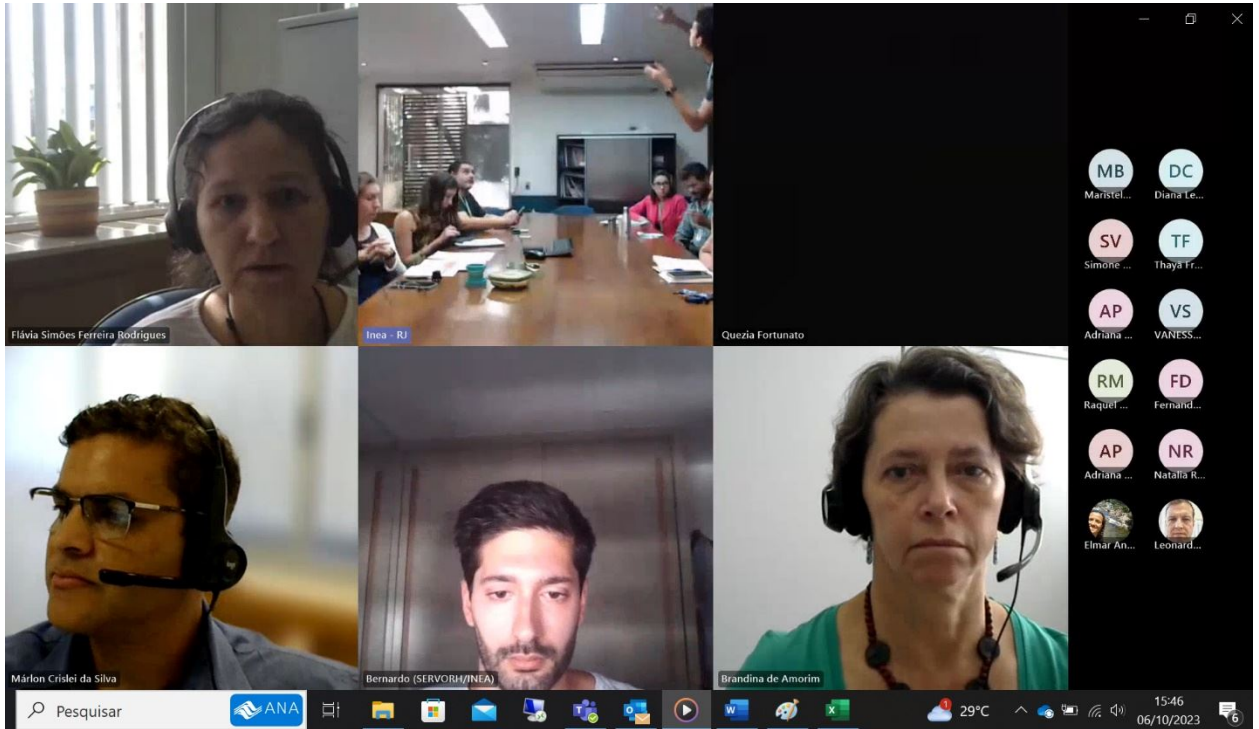 Flávia Simões Ferreira Rodrigues
Inea - RJ
Quezia Fortunato
Márlon Crislei da Silva
Bernardo (SERVORH/INEA)
Brandina de Amorim
MB
DC
Maristel...
Diana Le...
SV
TF
Simone ...
Thayã Fr...
AP
VS
Adriana ...
VANESS...
RM
FD
Raquel ...
Fernand...
AP
NR
Adriana ...
Natalia R...
Elmar An...
Leonard...
Pesquisar
ANA
29°C
15:46
06/10/2023
6